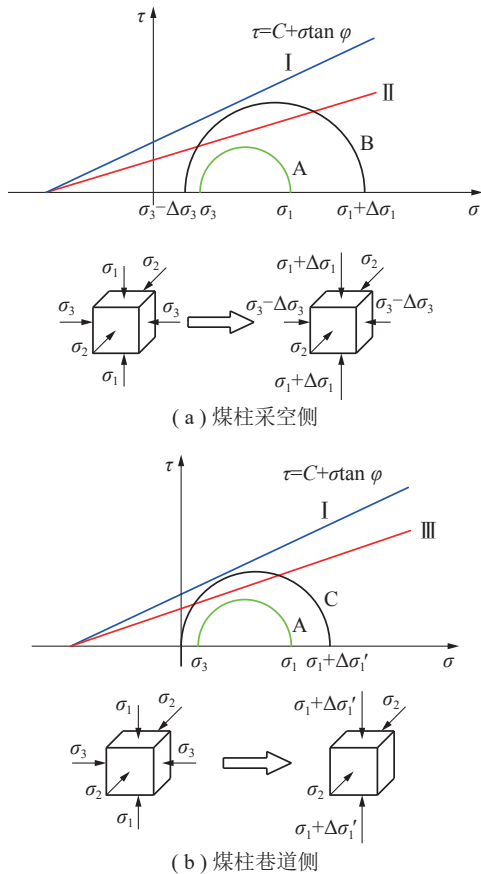 τ
τ=C+σtan φ
Ⅰ
Ⅱ
B
A
σ₃−Δσ₃ σ₃ σ₁ σ₁+Δσ₁ σ
σ₁ σ₂ σ₁+Δσ₁ σ₂
σ₃ σ₃ σ₃−Δσ₃ σ₃−Δσ₃
σ₂ σ₂
σ₁ σ₁+Δσ₁
( a ) 煤柱采空侧
τ
τ=C+σtan φ
Ⅰ
Ⅲ
C
A
σ₃ σ₁ σ₁+Δσ₁′ σ
σ₁ σ₂ σ₁+Δσ₁′ σ₂
σ₃ σ₃
σ₂ σ₂
σ₁ σ₁+Δσ₁′
( b ) 煤柱巷道侧